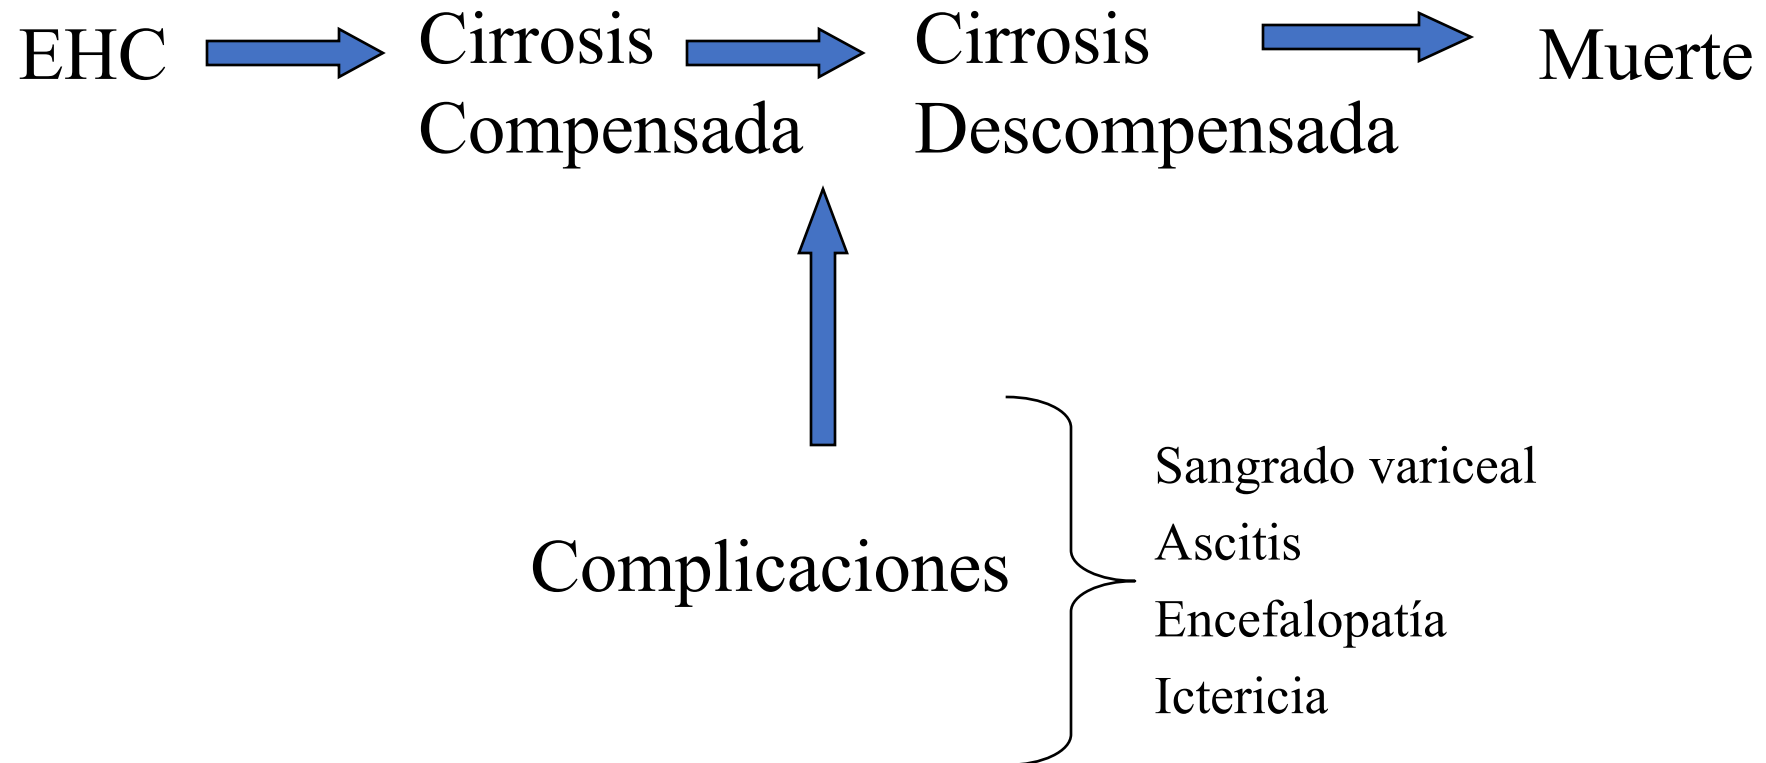 EHC
Cirrosis
Compensada
Cirrosis
Descompensada
Muerte
Complicaciones
Sangrado variceal
Ascitis
Encefalopatía
Ictericia